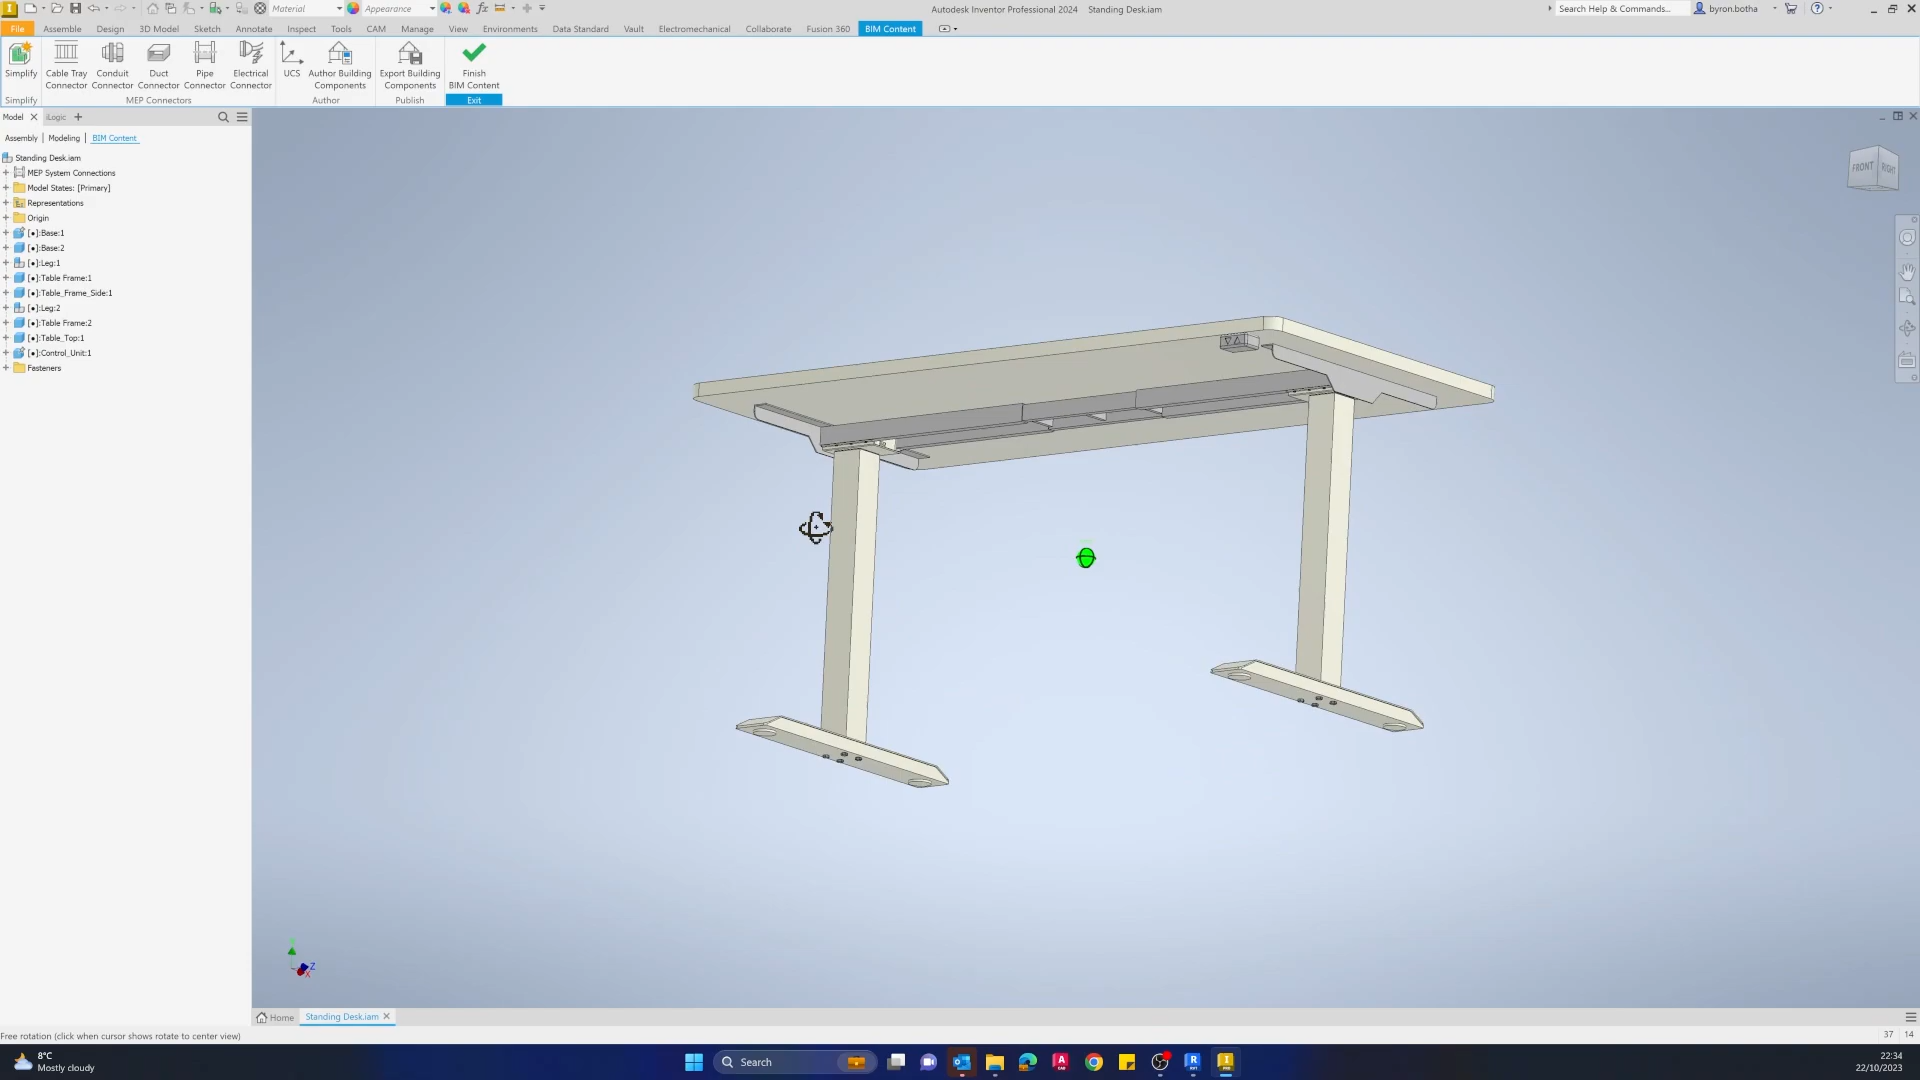 Material
Appearance
Autodesk Inventor Professional 2024 Standing Desk.iam
Search Help & Commands...
byron.botha
File Assemble Design 3D Model Sketch Annotate Inspect Tools CAM Manage View Environments Data Standard Vault Electromechanical Collaborate Fusion 360 BIM Content
Simplify
Cable Tray Connector
Conduit Connector
Duct Connector
Pipe Connector
Electrical Connector
UCS
Author Building Components
Export Building Components
Finish BIM Content
Simplify MEP Connectors Author Publish Exit
Model iLogic
Assembly Modeling BIM Content
Standing Desk.iam
MEP System Connections
Model States: [Primary]
Representations
Origin
[•]:Base:1
[•]:Base:2
[•]:Leg:1
[•]:Table Frame:1
[•]:Table_Frame_Side:1
[•]:Leg:2
[•]:Table Frame:2
[•]:Table_Top:1
[•]:Control_Unit:1
Fasteners
FRONT RIGHT
Z
X
Home Standing Desk.iam
Free rotation (click when cursor shows rotate to center view)
37 14
8°C
Mostly cloudy
Search
22:34
22/10/2023